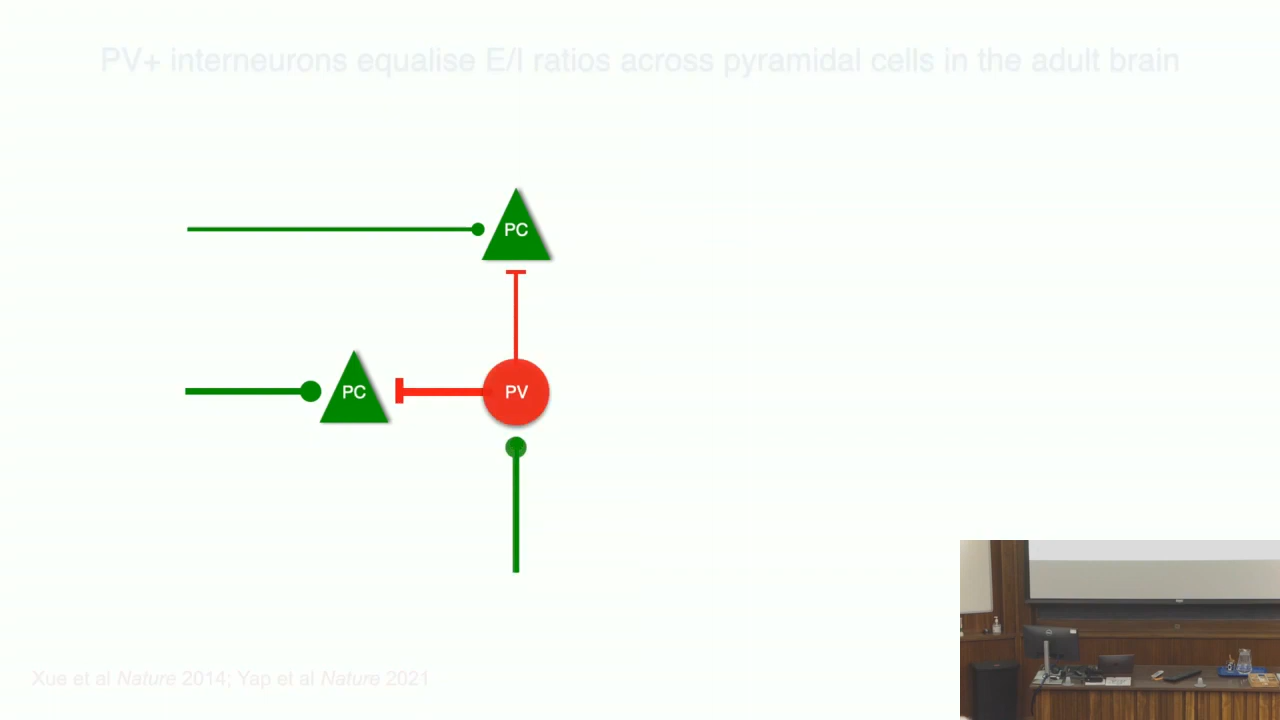 PV+ interneurons equalise E/I ratios across pyramidal cells in the adult brain
PC
PC
PV
Xue et al Nature 2014; Yap et al Nature 2021